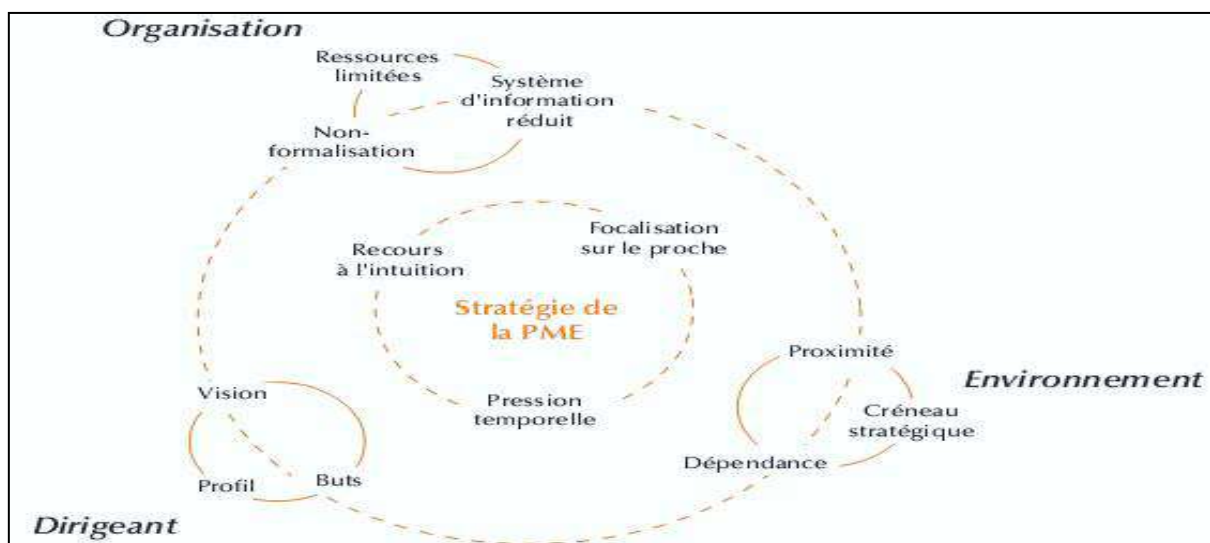 Organisation
Ressources
limitées
Système
d'information
réduit
Non-
formalisation
Focalisation
sur le proche
Recours
à l'intuition
Stratégie de
la PME
Pression
temporelle
Proximité
Environnement
Créneau
stratégique
Dépendance
Vision
Profil
Buts
Dirigeant